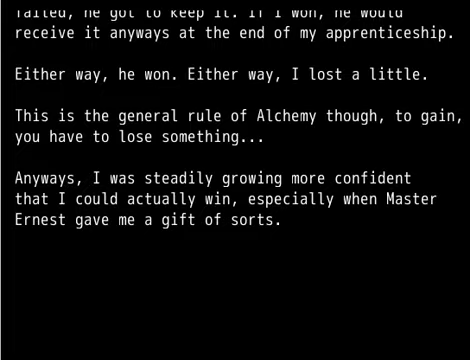 failed, he got to keep it. If I won, he would
receive it anyways at the end of my apprenticeship.
Either way, he won. Either way, I lost a little.
This is the general rule of Alchemy though, to gain,
you have to lose something...
Anyways, I was steadily growing more confident
that I could actually win, especially when Master
Ernest gave me a gift of sorts.